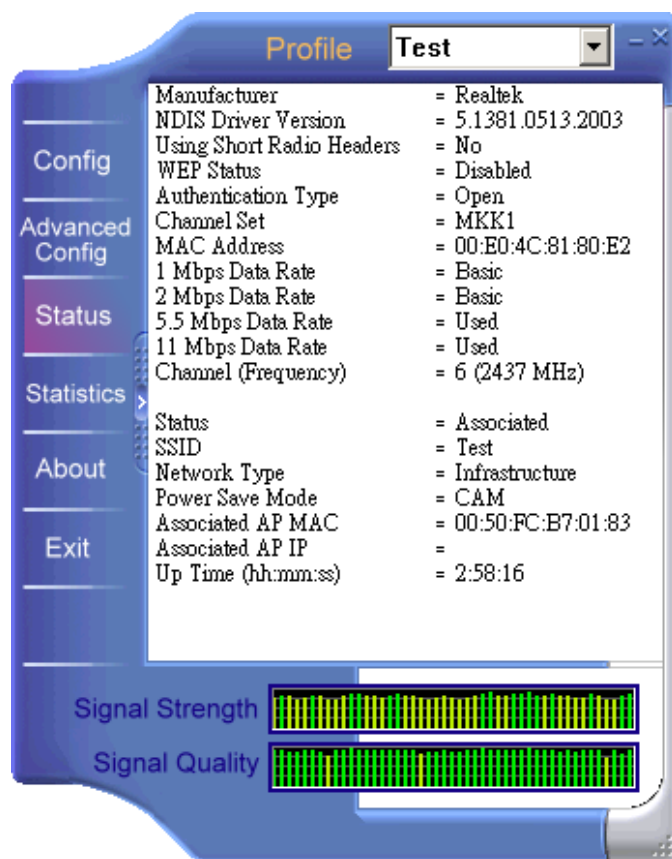 Profile Test
Config
Advanced
Config
Status
Statistics
About
Exit
Manufacturer = Realtek
NDIS Driver Version = 5.1381.0513.2003
Using Short Radio Headers = No
WEP Status = Disabled
Authentication Type = Open
Channel Set = MKK1
MAC Address = 00:E0:4C:81:80:E2
1 Mbps Data Rate = Basic
2 Mbps Data Rate = Basic
5.5 Mbps Data Rate = Used
11 Mbps Data Rate = Used
Channel (Frequency) = 6 (2437 MHz)
Status = Associated
SSID = Test
Network Type = Infrastructure
Power Save Mode = CAM
Associated AP MAC = 00:50:FC:B7:01:83
Associated AP IP =
Up Time (hh:mm:ss) = 2:58:16
Signal Strength
Signal Quality